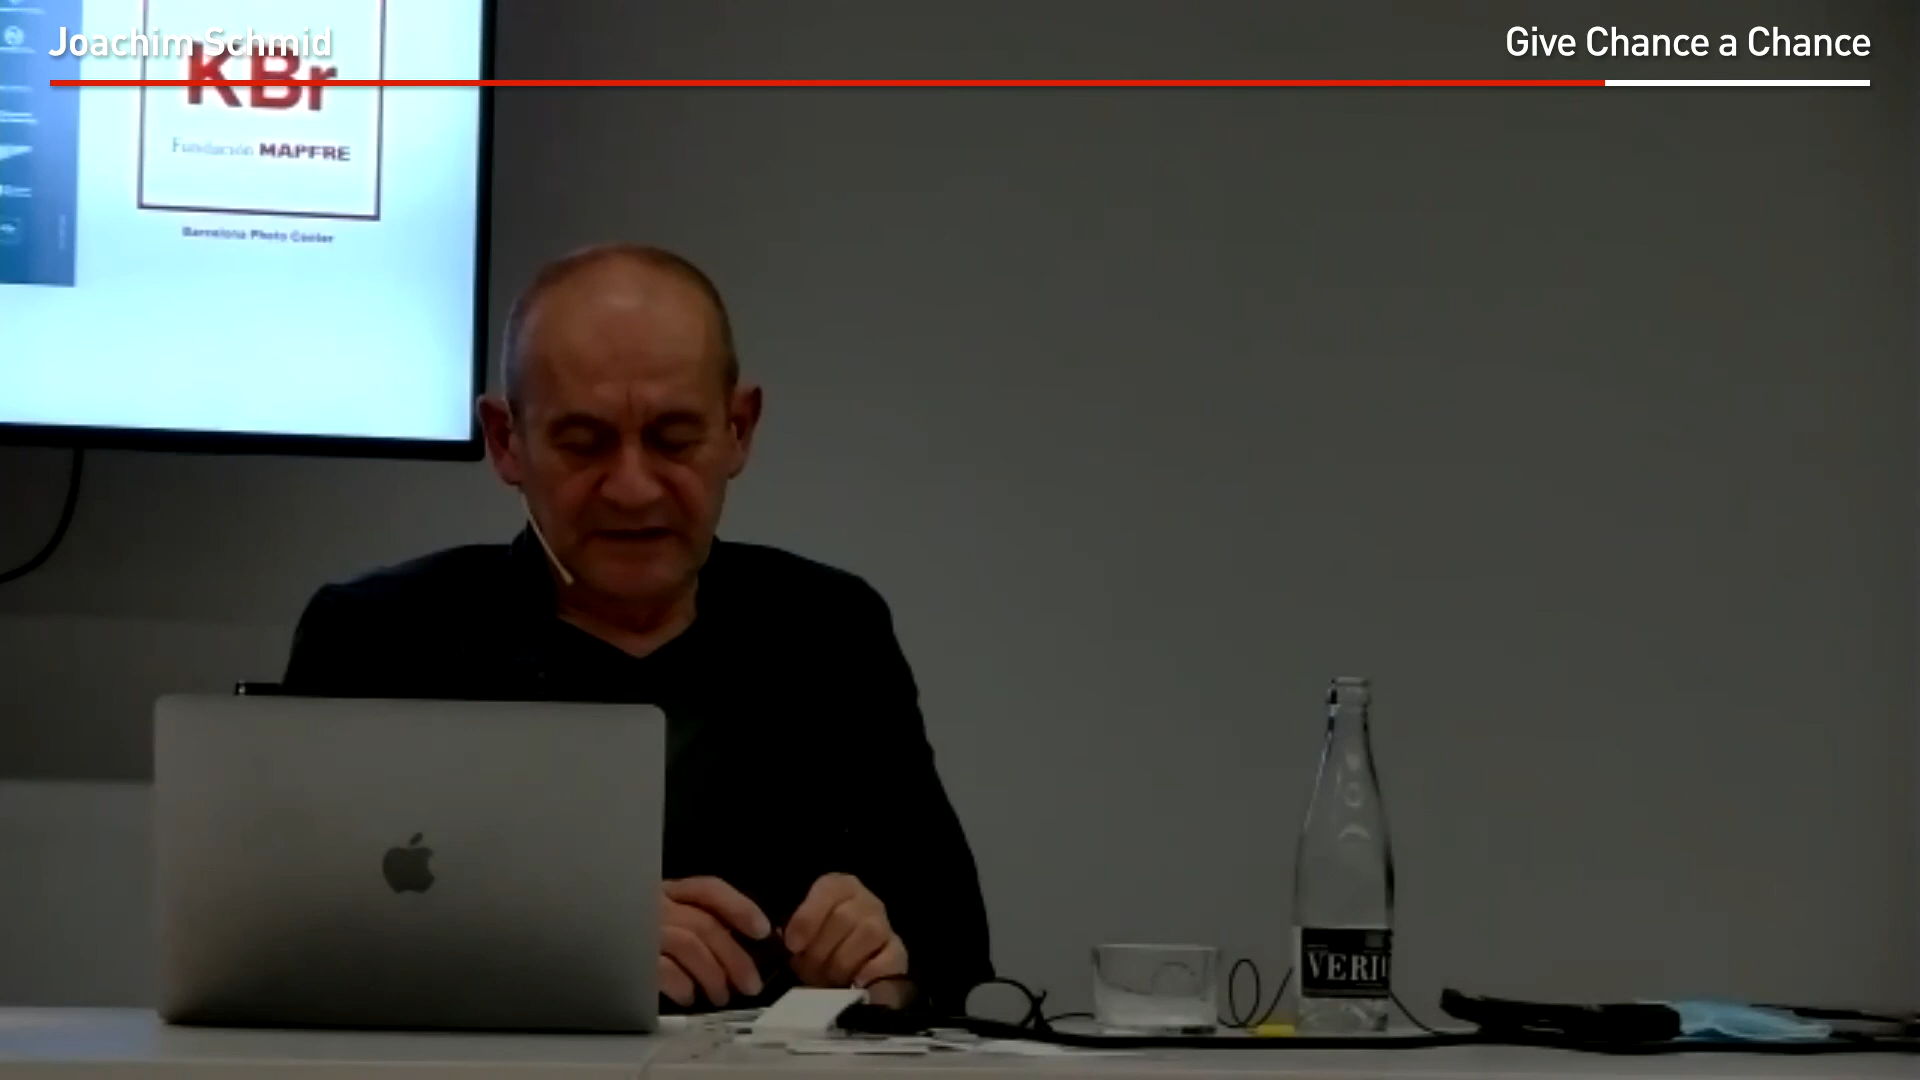 Joachim Schmid
Give Chance a Chance
KBr
Fundación MAPFRE
Barcelona Photo Center
VERI